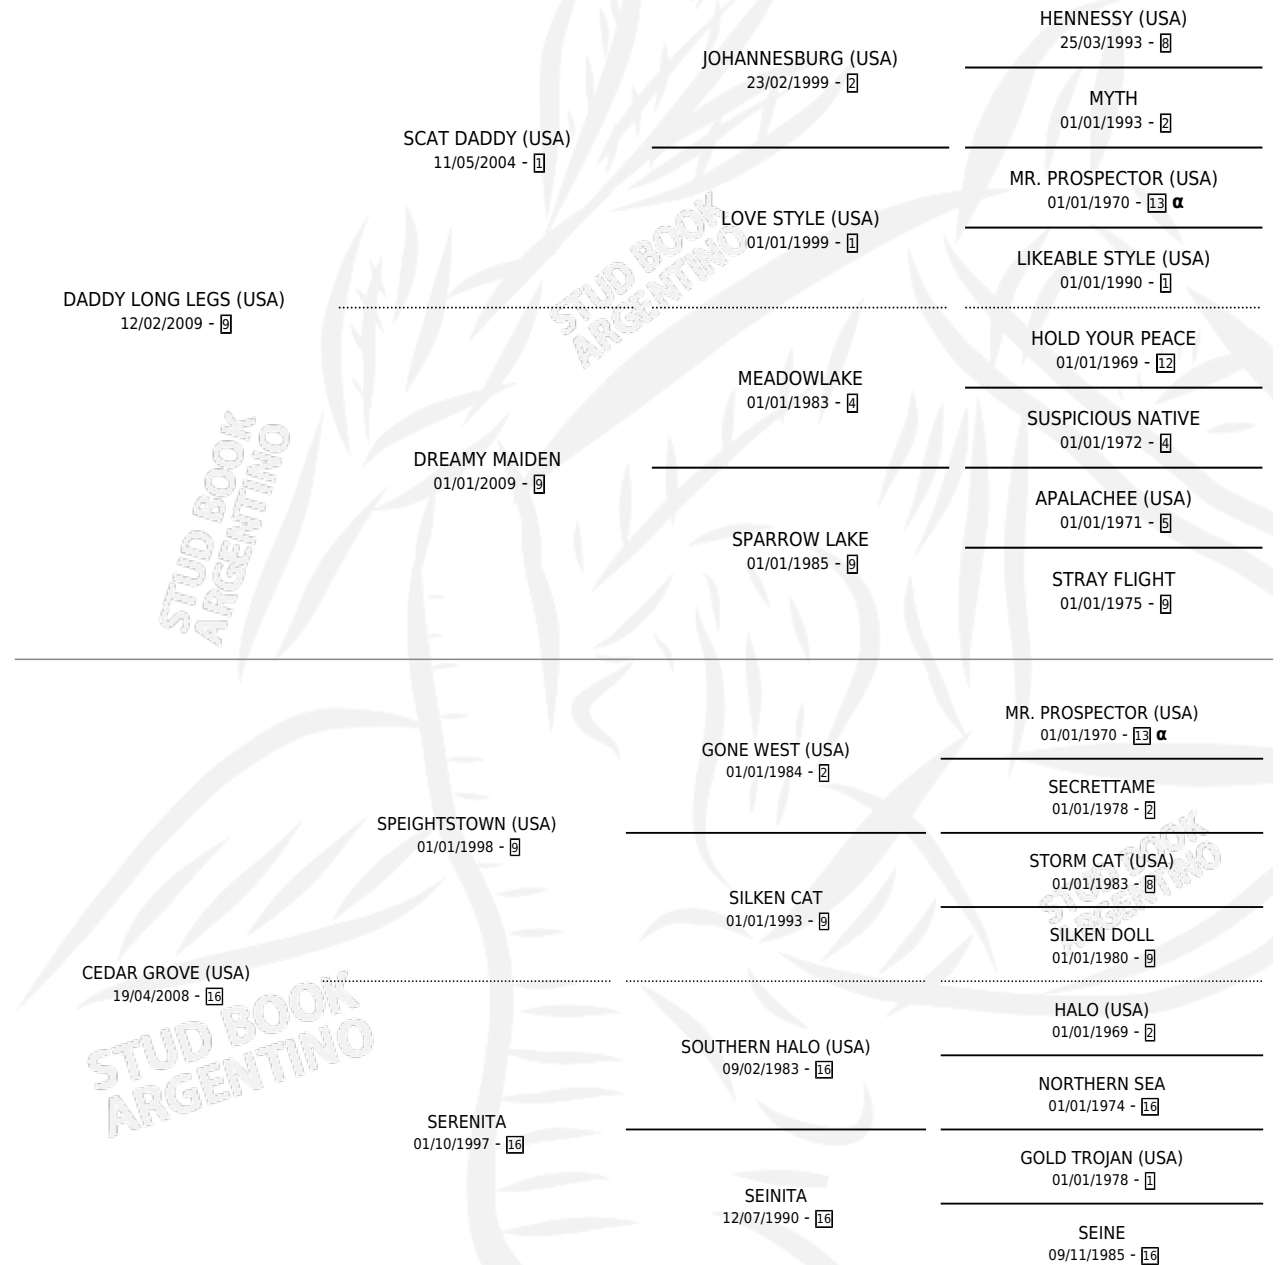 HENNESSY (USA)
25/03/1993 - 8
JOHANNESBURG (USA)
23/02/1999 - 2
MYTH
01/01/1993 - 2
SCAT DADDY (USA)
11/05/2004 - 1
MR. PROSPECTOR (USA)
01/01/1970 - 13 α
LOVE STYLE (USA)
01/01/1999 - 1
LIKEABLE STYLE (USA)
01/01/1990 - 1
DADDY LONG LEGS (USA)
12/02/2009 - 9
HOLD YOUR PEACE
01/01/1969 - 12
MEADOWLAKE
01/01/1983 - 4
SUSPICIOUS NATIVE
01/01/1972 - 4
DREAMY MAIDEN
01/01/2009 - 9
APALACHEE (USA)
01/01/1971 - 5
SPARROW LAKE
01/01/1985 - 9
STRAY FLIGHT
01/01/1975 - 9
MR. PROSPECTOR (USA)
01/01/1970 - 13 α
GONE WEST (USA)
01/01/1984 - 2
SECRETTAME
01/01/1978 - 2
SPEIGHTSTOWN (USA)
01/01/1998 - 9
STORM CAT (USA)
01/01/1983 - 8
SILKEN CAT
01/01/1993 - 9
SILKEN DOLL
01/01/1980 - 9
CEDAR GROVE (USA)
19/04/2008 - 16
HALO (USA)
01/01/1969 - 2
SOUTHERN HALO (USA)
09/02/1983 - 16
NORTHERN SEA
01/01/1974 - 16
SERENITA
01/10/1997 - 16
GOLD TROJAN (USA)
01/01/1978 - 1
SEINITA
12/07/1990 - 16
SEINE
09/11/1985 - 16
STUD BOOK
ARGENTINO
STUD BOOK
ARGENTINO
STUD BOOK
ARGENTINO
STUD BOOK
ARGENTINO